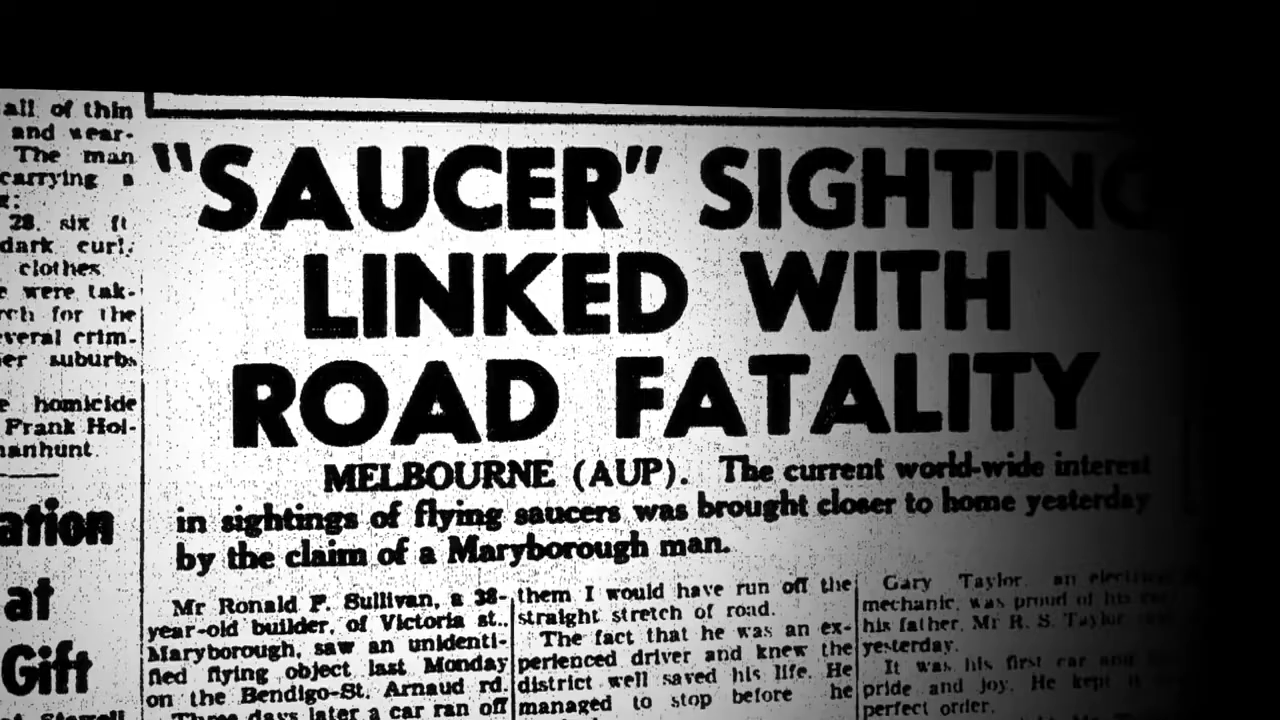 all of thin
and wear-
The man
carrying a
28. six ft
dark curl.
clothes
were tak-
for the
several crim-
suburbs
homicide
Frank Hol-
manhunt
ation
at
Gift
"SAUCER" SIGHTING
LINKED WITH
ROAD FATALITY
MELBOURNE (AUP). The current world-wide interest
in sightings of flying saucers was brought closer to home yesterday
by the claim of a Maryborough man.
Mr Ronald F. Sullivan, a 38-
year-old builder, of Victoria st.,
Maryborough, saw an unidenti-
fied flying object last Monday
on the Bendigo-St. Arnaud rd.
Three days later a car ran off
them I would have run off the
straight stretch of road.
The fact that he was an ex-
perienced driver and knew the
district well saved his life. He
managed to stop before he
Gary Taylor, an
mechanic, was proud of his
his father, Mr R. S. Taylor
yesterday.
It was his first car and
pride and joy. He kept
perfect order.